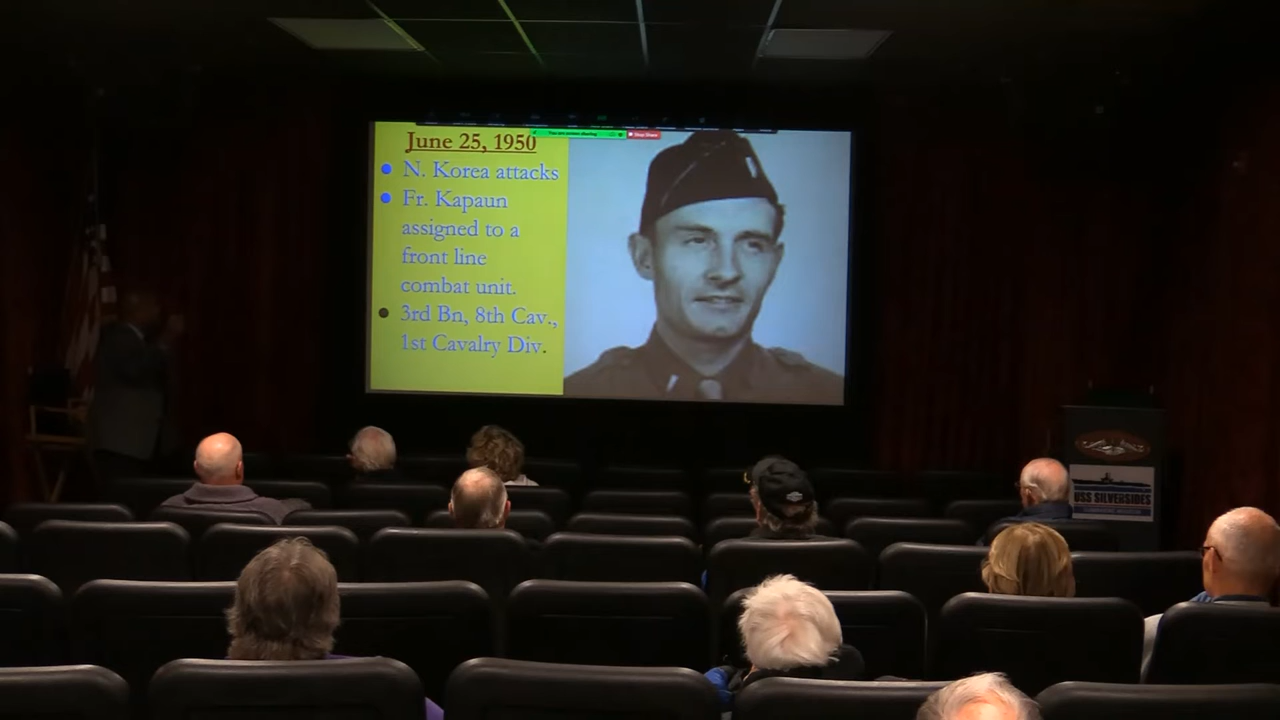 June 25, 1950
N. Korea attacks
Fr. Kapaun
assigned to a
front line
combat unit.
3rd Bn, 8th Cav.,
1st Cavalry Div.
USS SILVERSIDES